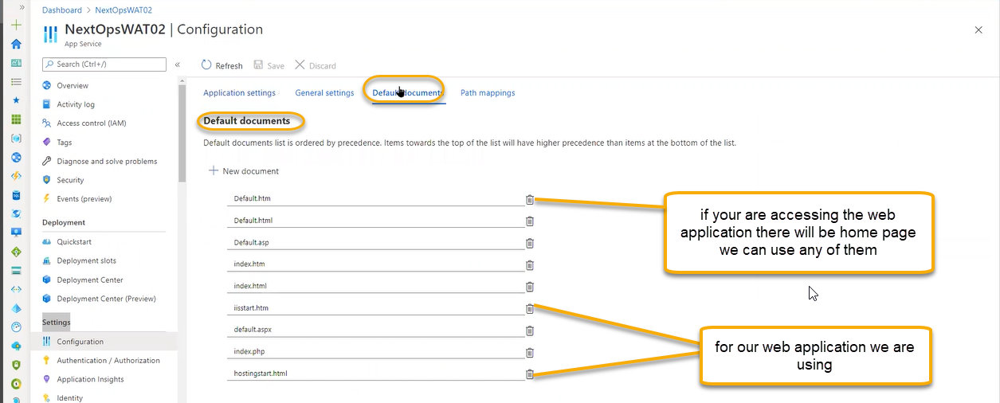 »
Dashboard > NextOpsWAT02
NextOpsWAT02 | Configuration
App Service
Search (Ctrl+/)
«
Refresh
Save
Discard
Overview
Activity log
Access control (IAM)
Tags
Diagnose and solve problems
Security
Events (preview)
Deployment
Quickstart
Deployment slots
Deployment Center
Deployment Center (Preview)
Settings
Configuration
Authentication / Authorization
Application Insights
Identity
Application settings
General settings
Default documents
Path mappings
Default documents
Default documents list is ordered by precedence. Items towards the top of the list will have higher precedence than items at the bottom of the list.
New document
Default.htm
Default.html
Default.asp
index.htm
index.html
iisstart.htm
default.aspx
index.php
hostingstart.html
if your are accessing the web
application there will be home page
we can use any of them
for our web application we are
using